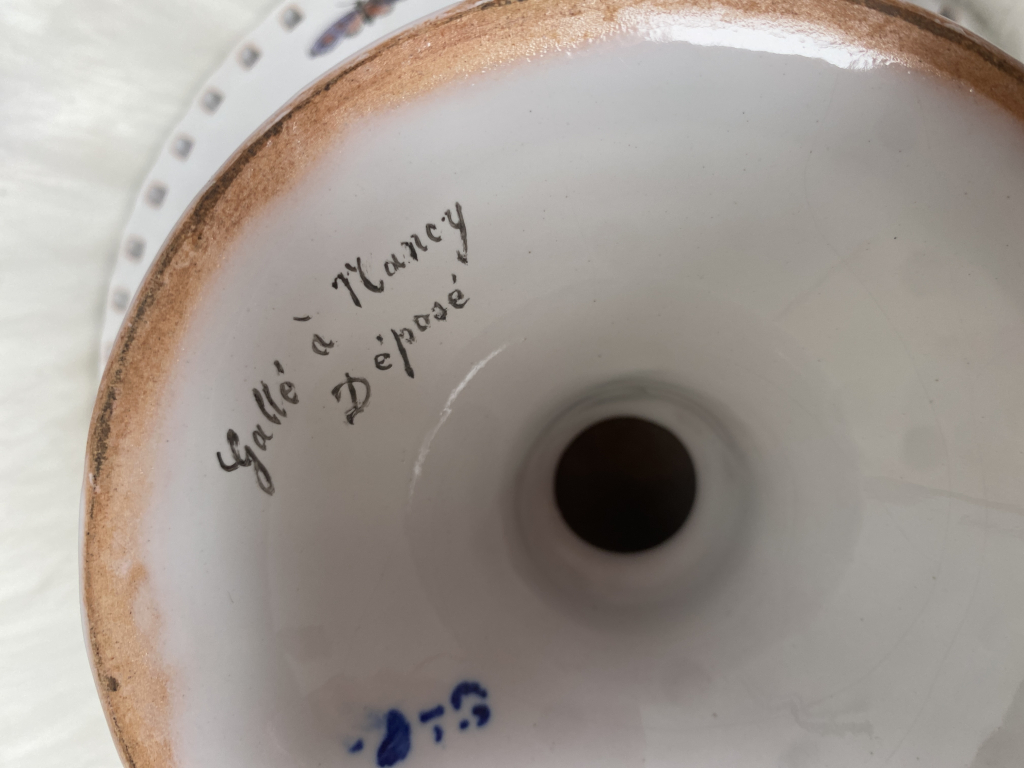 Gallé à Nancy
Déposé